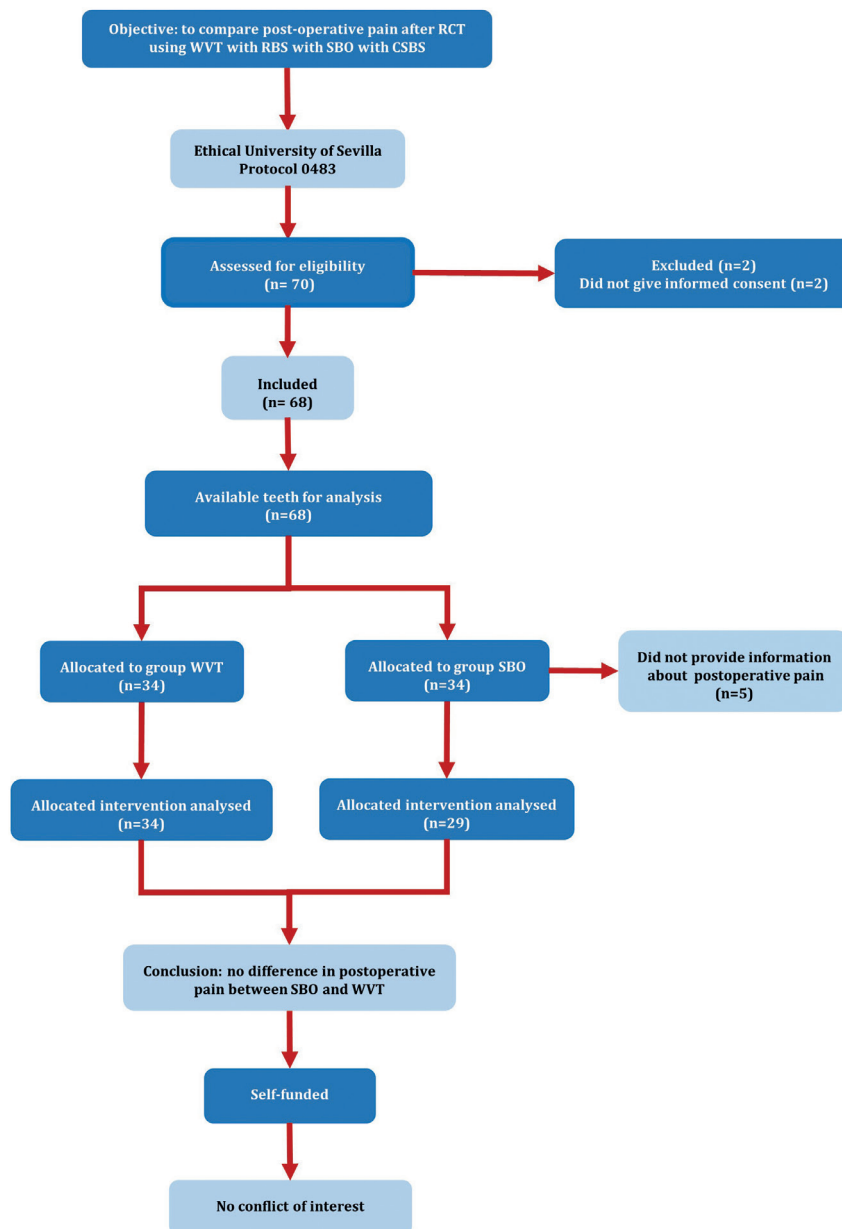 Objective: to compare post-operative pain after RCT
using WVT with RBS with SBO with CSBS
Ethical University of Sevilla
Protocol 0483
Assessed for eligibility
(n= 70)
Excluded (n=2)
Did not give informed consent (n=2)
Included
(n= 68)
Available teeth for analysis
(n=68)
Allocated to group WVT
(n=34)
Allocated to group SBO
(n=34)
Did not provide information
about postoperative pain
(n=5)
Allocated intervention analysed
(n=34)
Allocated intervention analysed
(n=29)
Conclusion: no difference in postoperative
pain between SBO and WVT
Self-funded
No conflict of interest